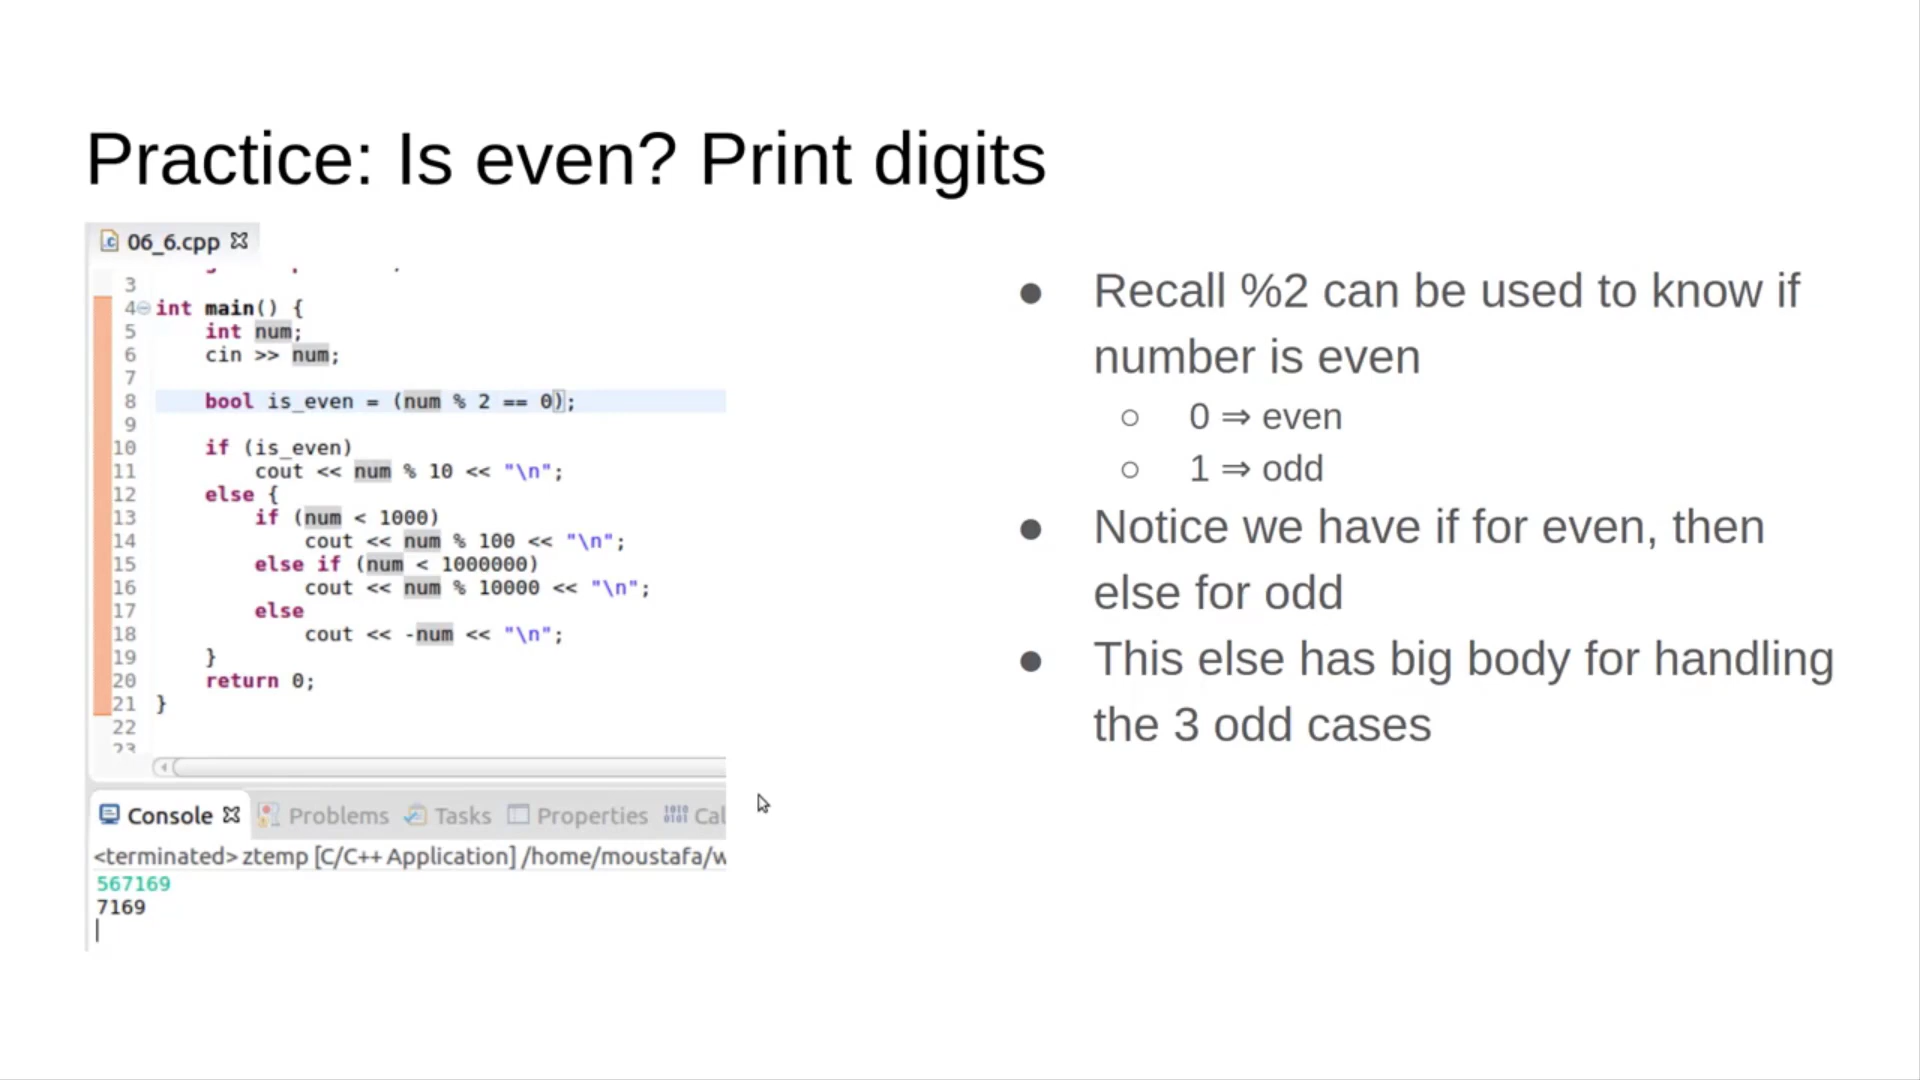 Practice: Is even? Print digits
06_6.cpp
3
4 int main() {
5 int num;
6 cin >> num;
7
8 bool is_even = (num % 2 == 0);
9
10 if (is_even)
11 cout << num % 10 << "\n";
12 else {
13 if (num < 1000)
14 cout << num % 100 << "\n";
15 else if (num < 1000000)
16 cout << num % 10000 << "\n";
17 else
18 cout << -num << "\n";
19 }
20 return 0;
21 }
22
23
Console Problems Tasks Properties Cal
<terminated> ztemp [C/C++ Application] /home/moustafa/w
567169
7169
● Recall %2 can be used to know if
number is even
○ 0 ⇒ even
○ 1 ⇒ odd
● Notice we have if for even, then
else for odd
● This else has big body for handling
the 3 odd cases